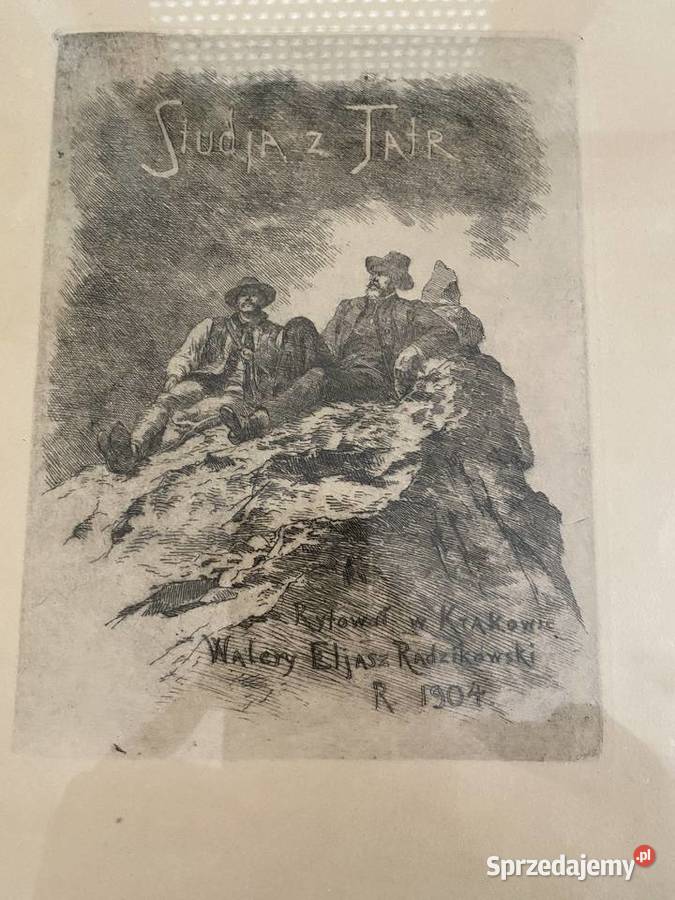 Studja z Tatr
Rytował w Krakowie
Walery Eljasz Radzikowski
R 1904
Sprzedajemy.pl